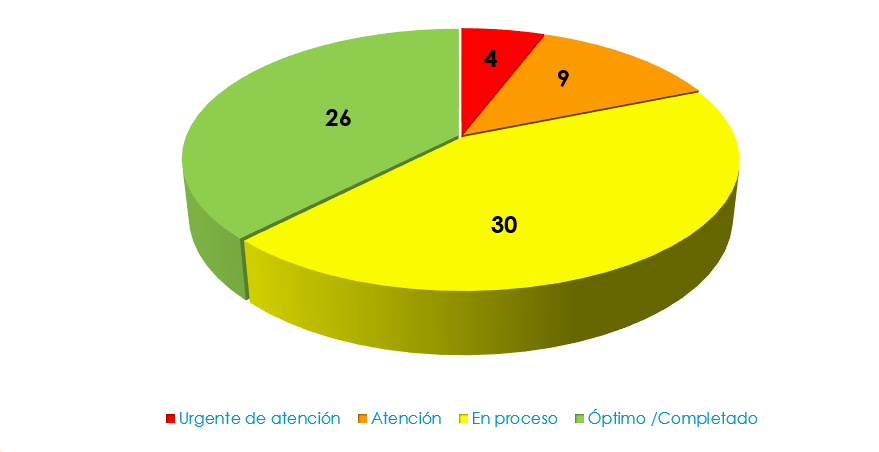 4
9
26
30
Urgente de atención Atención En proceso Óptimo /Completado